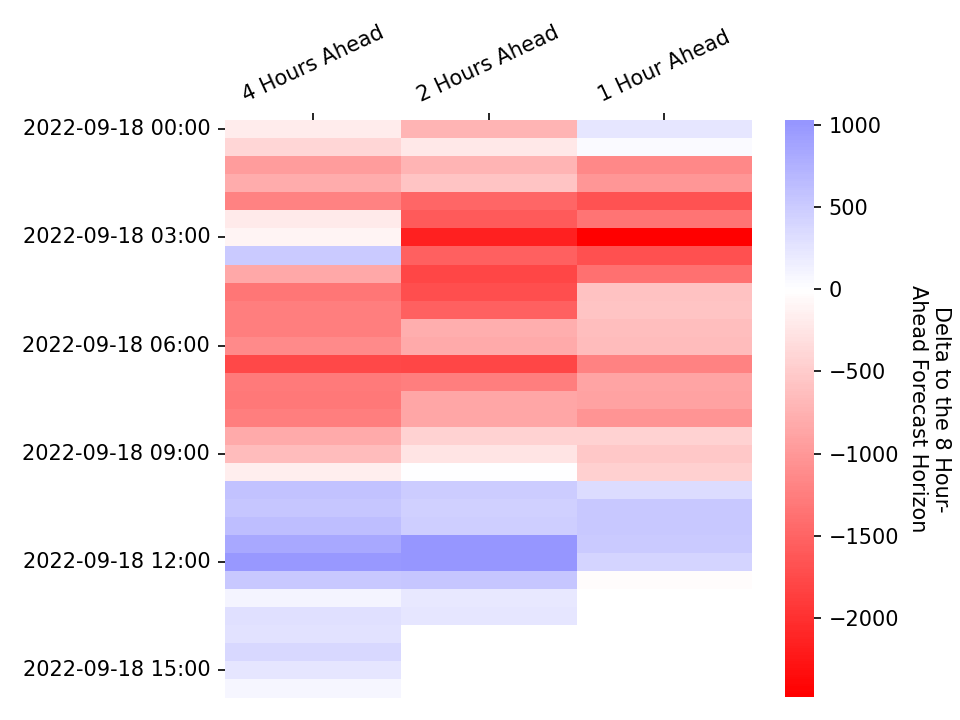 4 Hours Ahead
2 Hours Ahead
1 Hour Ahead
2022-09-18 00:00
2022-09-18 03:00
2022-09-18 06:00
2022-09-18 09:00
2022-09-18 12:00
2022-09-18 15:00
1000
500
0
−500
−1000
−1500
−2000
Delta to the 8 Hour-
Ahead Forecast Horizon